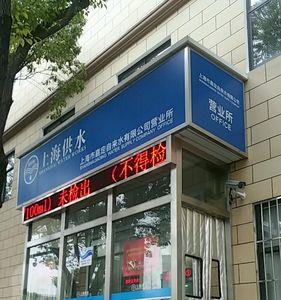 上海供水
SHANGHAI WATER WORKS
上海市嘉定自来水有限公司营业所
上海市嘉定自来水有限公司
营业所
OFFICE
100ml) 未检出 (不得检